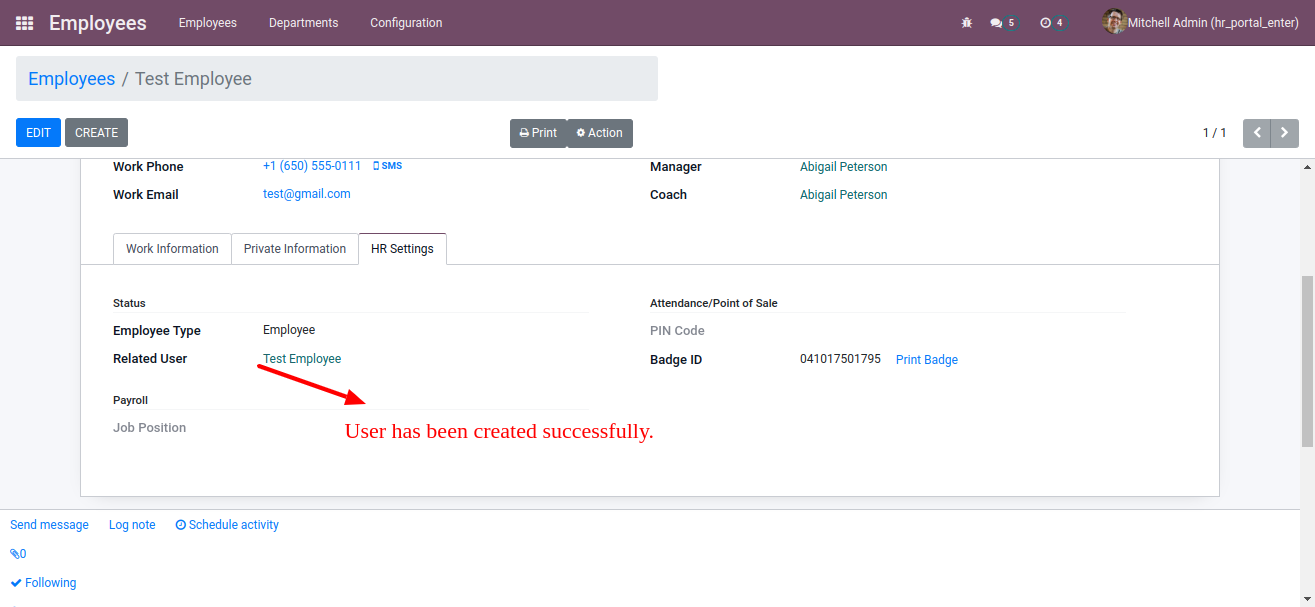 Employees Employees Departments Configuration 5 4 Mitchell Admin (hr_portal_enter)
Employees / Test Employee
EDIT CREATE Print Action 1 / 1
Work Phone +1 (650) 555-0111 SMS Manager Abigail Peterson
Work Email test@gmail.com Coach Abigail Peterson
Work Information Private Information HR Settings
Status Attendance/Point of Sale
Employee Type Employee PIN Code
Related User Test Employee Badge ID 041017501795 Print Badge
Payroll
Job Position
User has been created successfully.
Send message Log note Schedule activity
0
Following